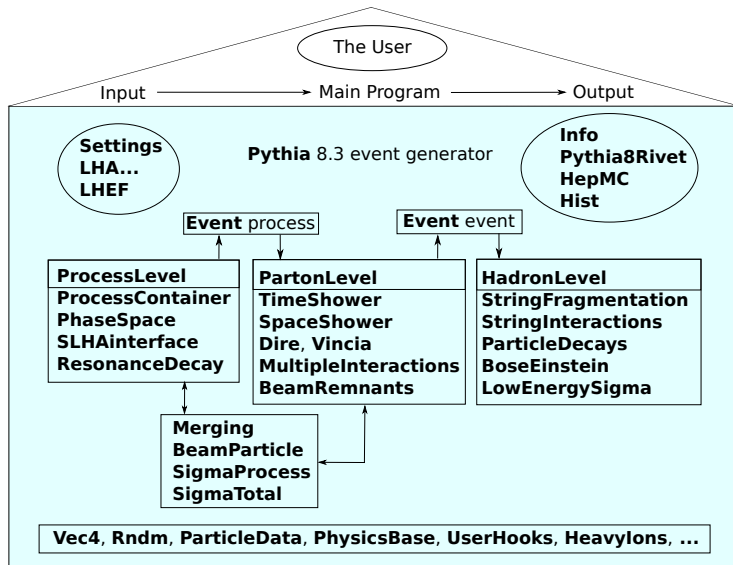 The User
Input
Main Program
Output
Settings
LHA...
LHEF
Pythia 8.3 event generator
Info
Pythia8Rivet
HepMC
Hist
Event process
Event event
ProcessLevel
ProcessContainer
PhaseSpace
SLHAinterface
ResonanceDecay
PartonLevel
TimeShower
SpaceShower
Dire, Vincia
MultipleInteractions
BeamRemnants
HadronLevel
StringFragmentation
StringInteractions
ParticleDecays
BoseEinstein
LowEnergySigma
Merging
BeamParticle
SigmaProcess
SigmaTotal
Vec4, Rndm, ParticleData, PhysicsBase, UserHooks, HeavyIons, ...